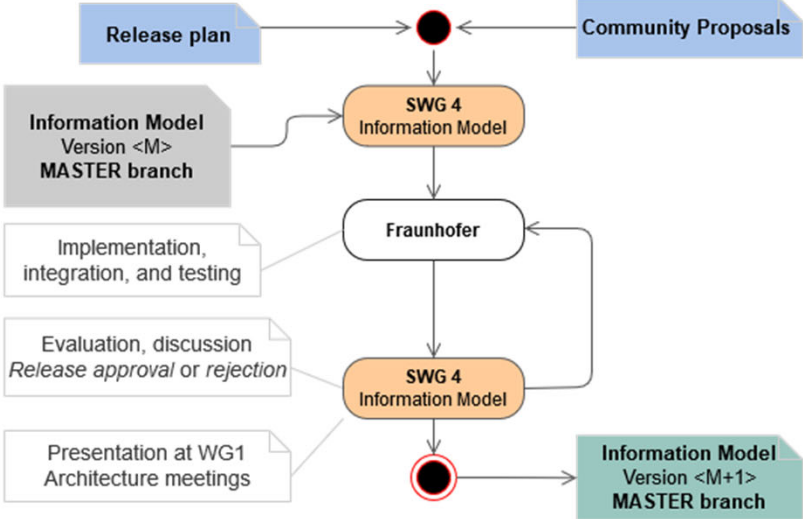 Release plan
Community Proposals
SWG 4
Information Model
Information Model
Version <M>
MASTER branch
Fraunhofer
Implementation,
integration, and testing
Evaluation, discussion
Release approval or rejection
SWG 4
Information Model
Presentation at WG1
Architecture meetings
Information Model
Version <M+1>
MASTER branch